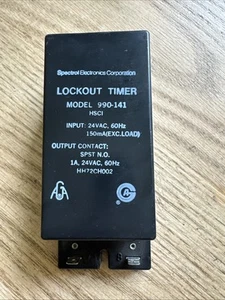 Spectrol Electronics Corporation
LOCKOUT TIMER
MODEL 990-141
HSCI
INPUT: 24VAC, 60Hz
150mA(EXC.LOAD)
OUTPUT CONTACT:
SPST N.O.
1A, 24VAC, 60Hz
HH72CH002